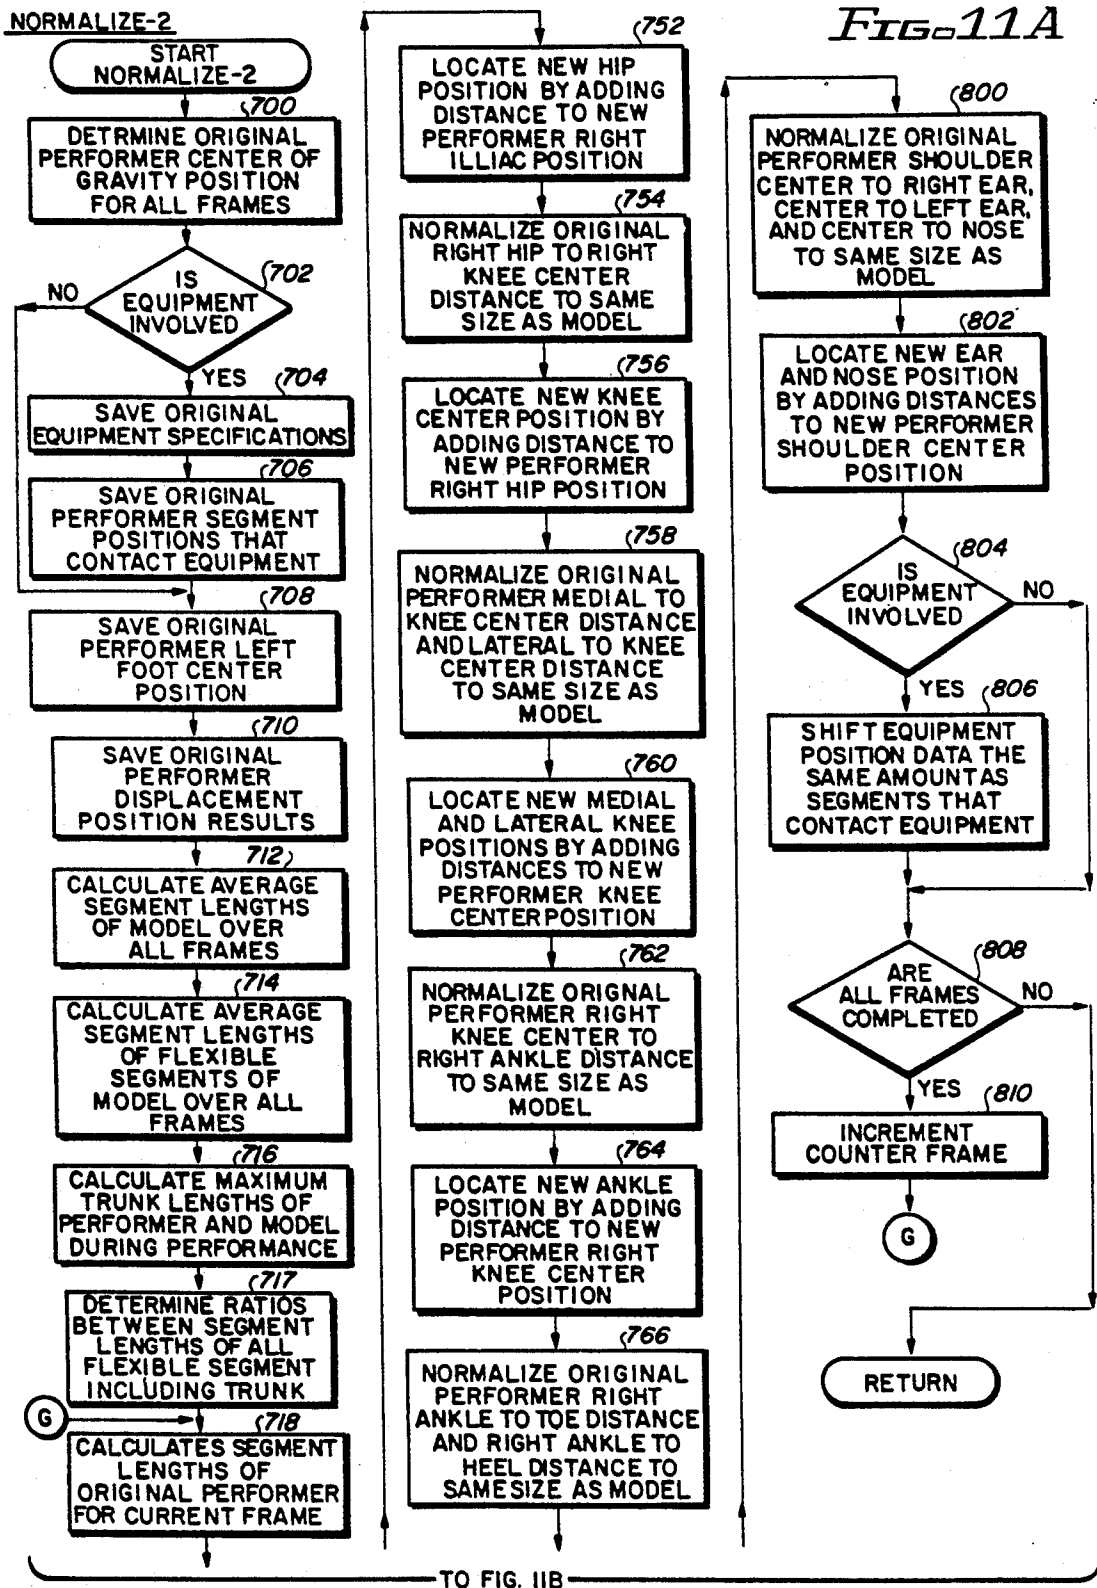 NORMALIZE-2
FIG. 11A
START
NORMALIZE-2
700
DETRMINE ORIGINAL
PERFORMER CENTER OF
GRAVITY POSITION
FOR ALL FRAMES
702
IS
EQUIPMENT
INVOLVED
NO
YES
704
SAVE ORIGINAL
EQUIPMENT SPECIFICATIONS
706
SAVE ORIGINAL
PERFORMER SEGMENT
POSITIONS THAT
CONTACT EQUIPMENT
708
SAVE ORIGINAL
PERFORMER LEFT
FOOT CENTER
POSITION
710
SAVE ORIGINAL
PERFORMER
DISPLACEMENT
POSITION RESULTS
712
CALCULATE AVERAGE
SEGMENT LENGTHS
OF MODEL OVER
ALL FRAMES
714
CALCULATE AVERAGE
SEGMENT LENGTHS
OF FLEXIBLE
SEGMENTS OF
MODEL OVER ALL
FRAMES
716
CALCULATE MAXIMUM
TRUNK LENGTHS OF
PERFORMER AND MODEL
DURING PERFORMANCE
717
DETERMINE RATIOS
BETWEEN SEGMENT
LENGTHS OF ALL
FLEXIBLE SEGMENT
INCLUDING TRUNK
G
718
CALCULATES SEGMENT
LENGTHS OF
ORIGINAL PERFORMER
FOR CURRENT FRAME
752
LOCATE NEW HIP
POSITION BY ADDING
DISTANCE TO NEW
PERFORMER RIGHT
ILLIAC POSITION
754
NORMALIZE ORIGINAL
RIGHT HIP TO RIGHT
KNEE CENTER
DISTANCE TO SAME
SIZE AS MODEL
756
LOCATE NEW KNEE
CENTER POSITION BY
ADDING DISTANCE TO
NEW PERFORMER
RIGHT HIP POSITION
758
NORMALIZE ORIGINAL
PERFORMER MEDIAL TO
KNEE CENTER DISTANCE
AND LATERAL TO KNEE
CENTER DISTANCE
TO SAME SIZE AS
MODEL
760
LOCATE NEW MEDIAL
AND LATERAL KNEE
POSITIONS BY ADDING
DISTANCES TO NEW
PERFORMER KNEE
CENTER POSITION
762
NORMALIZE ORIGNAL
PERFORMER RIGHT
KNEE CENTER TO
RIGHT ANKLE DISTANCE
TO SAME SIZE AS
MODEL
764
LOCATE NEW ANKLE
POSITION BY ADDING
DISTANCE TO NEW
PERFORMER RIGHT
KNEE CENTER
POSITION
766
NORMALIZE ORIGINAL
PERFORMER RIGHT
ANKLE TO TOE DISTANCE
AND RIGHT ANKLE TO
HEEL DISTANCE TO
SAME SIZE AS MODEL
800
NORMALIZE ORIGINAL
PERFORMER SHOULDER
CENTER TO RIGHT EAR,
CENTER TO LEFT EAR,
AND CENTER TO NOSE
TO SAME SIZE AS
MODEL
802
LOCATE NEW EAR
AND NOSE POSITION
BY ADDING DISTANCES
TO NEW PERFORMER
SHOULDER CENTER
POSITION
804
IS
EQUIPMENT
INVOLVED
NO
YES
806
SHIFT EQUIPMENT
POSITION DATA THE
SAME AMOUNT AS
SEGMENTS THAT
CONTACT EQUIPMENT
808
ARE
ALL FRAMES
COMPLETED
NO
YES
810
INCREMENT
COUNTER FRAME
G
RETURN
TO FIG. 11B